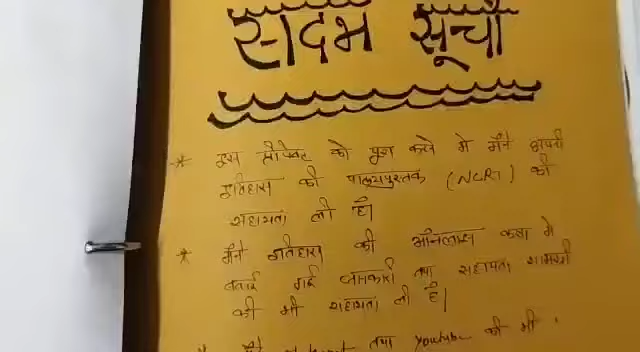 संदर्भ सूची
* इस प्रोजेक्ट को पूरा करने मे मैंने अपनी
इतिहास की पाठ्यपुस्तक (NCRT) की
सहायता ली है।
* मैंने इतिहास की ऑनलाइन कक्षा मे
बताई गई जानकारी तथा सहायता सामग्री
की भी सहायता ली है।
तथा youtube की भी